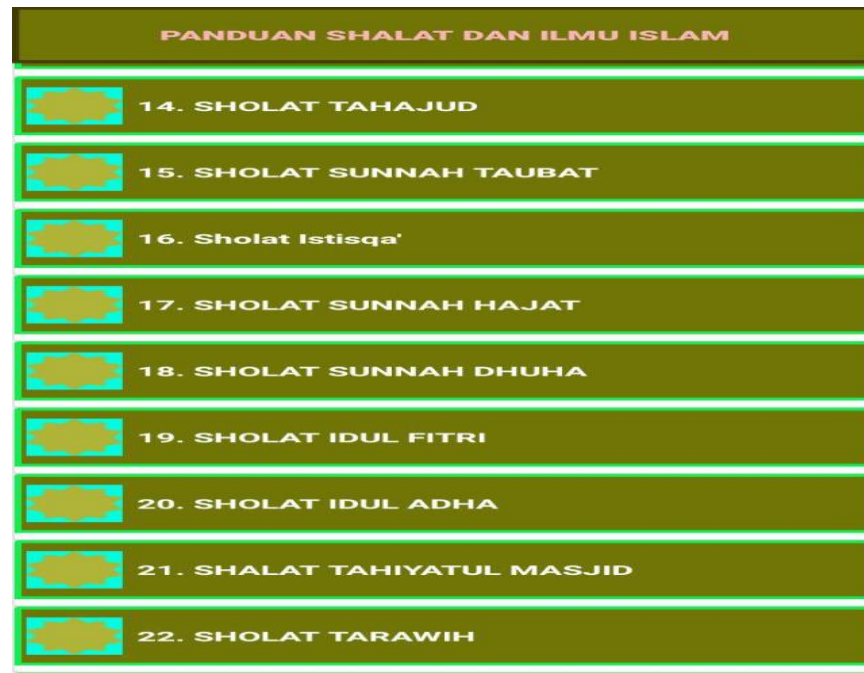 PANDUAN SHALAT DAN ILMU ISLAM
14. SHOLAT TAHAJUD
15. SHOLAT SUNNAH TAUBAT
16. Sholat Istisqa'
17. SHOLAT SUNNAH HAJAT
18. SHOLAT SUNNAH DHUHA
19. SHOLAT IDUL FITRI
20. SHOLAT IDUL ADHA
21. SHALAT TAHIYATUL MASJID
22. SHOLAT TARAWIH